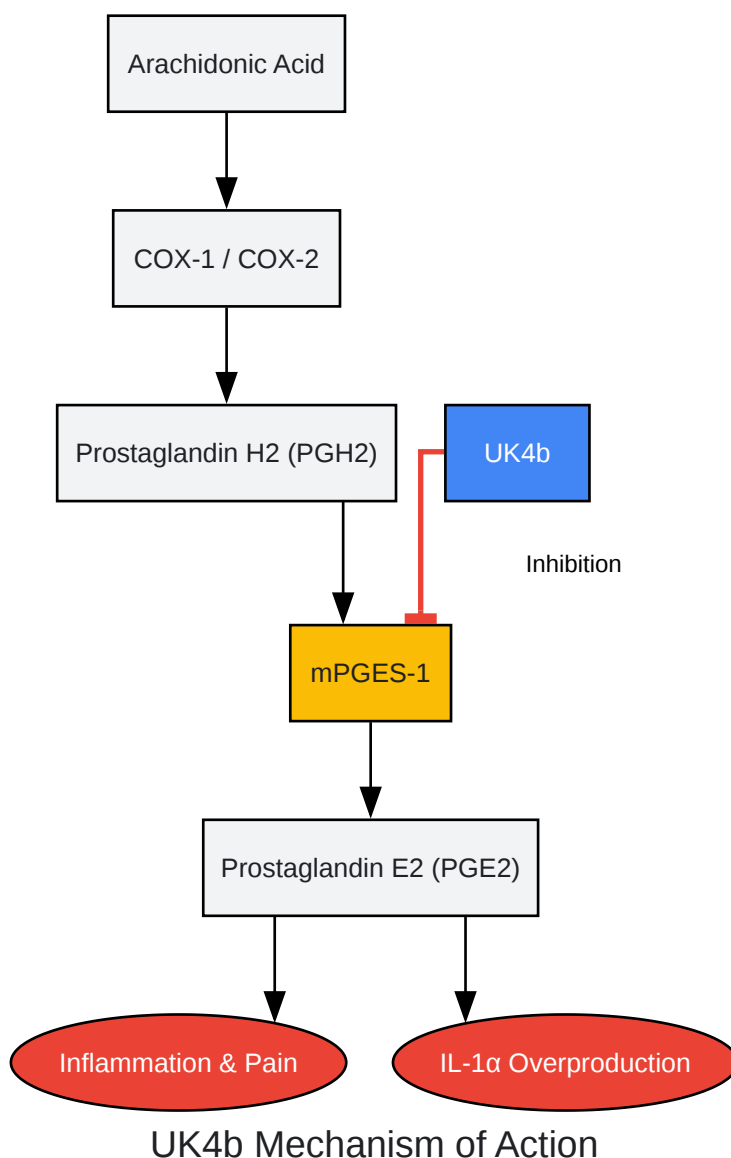 Arachidonic Acid
COX-1 / COX-2
Prostaglandin H2 (PGH2)
UK4b
Inhibition
mPGES-1
Prostaglandin E2 (PGE2)
Inflammation & Pain
IL-1α Overproduction
UK4b Mechanism of Action